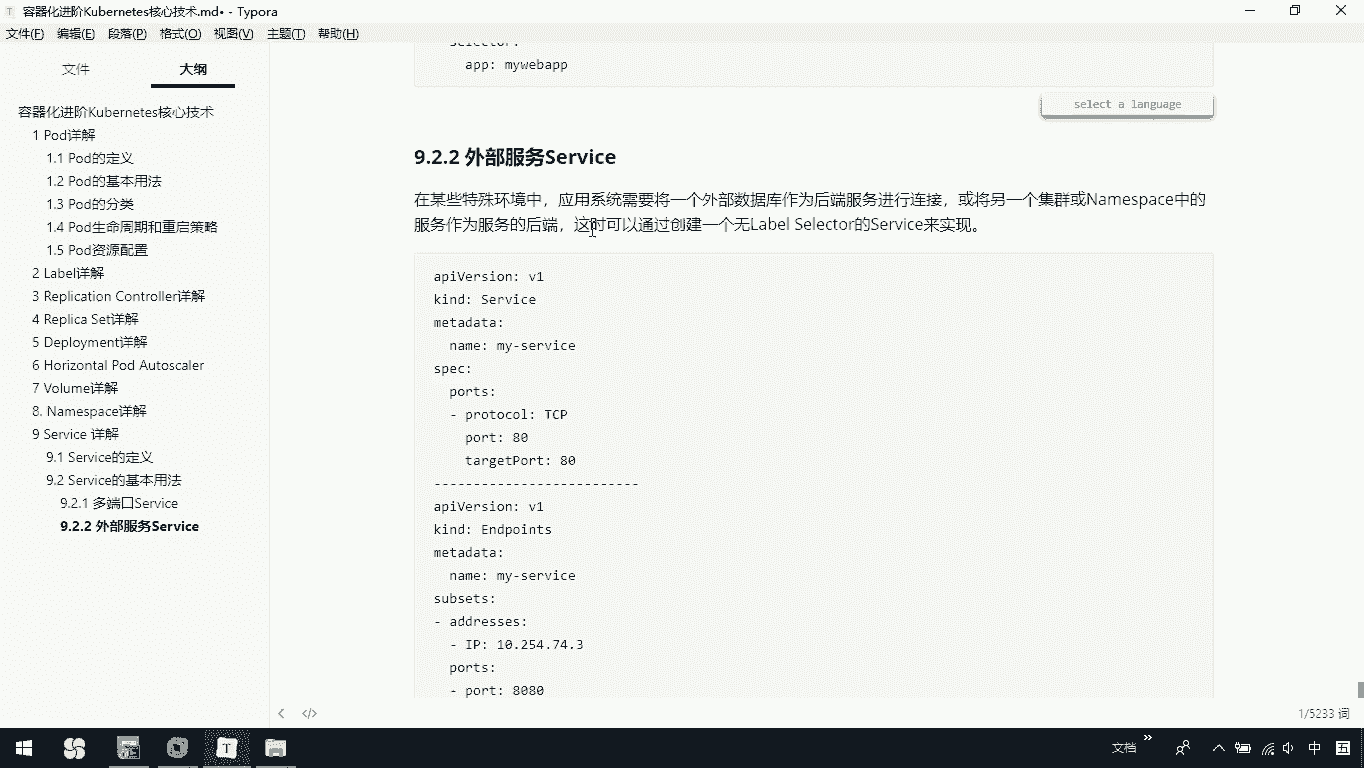 容器化进阶Kubernetes核心技术.md• - Typora
文件(F) 编辑(E) 段落(P) 格式(O) 视图(V) 主题(T) 帮助(H)
文件 大纲
容器化进阶Kubernetes核心技术
1 Pod详解
1.1 Pod的定义
1.2 Pod的基本用法
1.3 Pod的分类
1.4 Pod生命周期和重启策略
1.5 Pod资源配置
2 Label详解
3 Replication Controller详解
4 Replica Set详解
5 Deployment详解
6 Horizontal Pod Autoscaler
7 Volume详解
8. Namespace详解
9 Service 详解
9.1 Service的定义
9.2 Service的基本用法
9.2.1 多端口Service
9.2.2 外部服务Service
selector:
app: mywebapp
select a language
9.2.2 外部服务Service
在某些特殊环境中，应用系统需要将一个外部数据库作为后端服务进行连接，或将另一个集群或Namespace中的
服务作为服务的后端，这时可以通过创建一个无Label Selector的Service来实现。
apiVersion: v1
kind: Service
metadata:
name: my-service
spec:
ports:
- protocol: TCP
port: 80
targetPort: 80
--------------------------
apiVersion: v1
kind: Endpoints
metadata:
name: my-service
subsets:
- addresses:
- IP: 10.254.74.3
ports:
- port: 8080
1/5233 词
文档
中
五